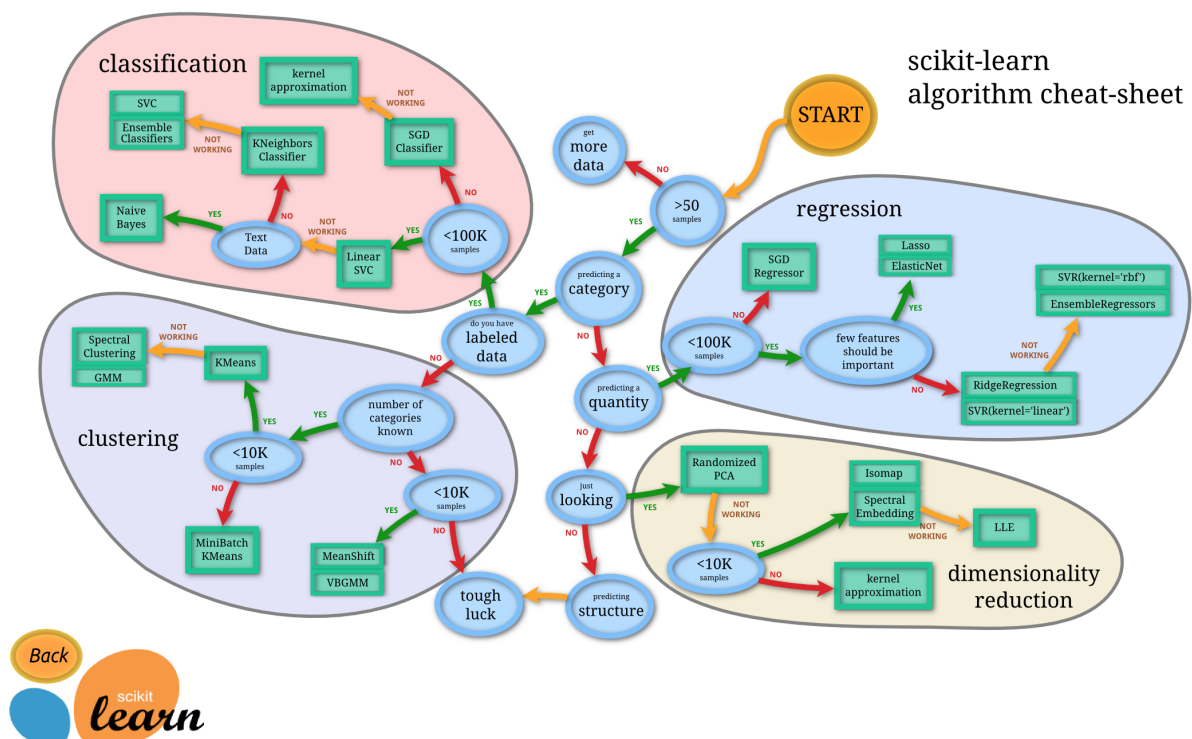 scikit-learn
algorithm cheat-sheet
START
classification
kernel
approximation
NOT
WORKING
SVC
Ensemble
Classifiers
NOT
WORKING
KNeighbors
Classifier
SGD
Classifier
NO
Naive
Bayes
YES
NO
Text
Data
NOT
WORKING
Linear
SVC
YES
<100K
samples
get
more
data
NO
>50
samples
YES
predicting a
category
YES
YES
do you have
labeled
data
NO
NO
predicting a
quantity
YES
NO
just
looking
YES
NO
predicting
structure
tough
luck
regression
SGD
Regressor
NO
<100K
samples
YES
Lasso
ElasticNet
YES
few features
should be
important
NO
SVR(kernel='rbf')
EnsembleRegressors
NOT
WORKING
RidgeRegression
SVR(kernel='linear')
clustering
Spectral
Clustering
GMM
NOT
WORKING
KMeans
YES
number of
categories
known
YES
<10K
samples
NO
NO
<10K
samples
YES
NO
MiniBatch
KMeans
MeanShift
VBGMM
Randomized
PCA
NOT
WORKING
Isomap
Spectral
Embedding
NOT
WORKING
LLE
YES
<10K
samples
NO
kernel
approximation
dimensionality
reduction
Back
scikit
learn